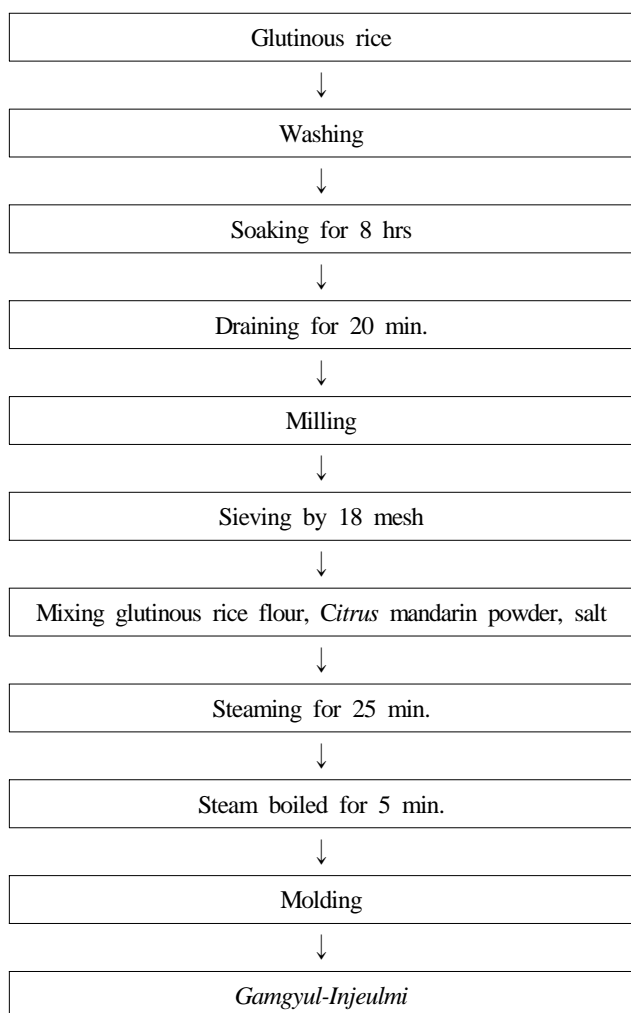 Glutinous rice
↓
Washing
↓
Soaking for 8 hrs
↓
Draining for 20 min.
↓
Milling
↓
Sieving by 18 mesh
↓
Mixing glutinous rice flour, Citrus mandarin powder, salt
↓
Steaming for 25 min.
↓
Steam boiled for 5 min.
↓
Molding
↓
Gamgyul-Injeulmi